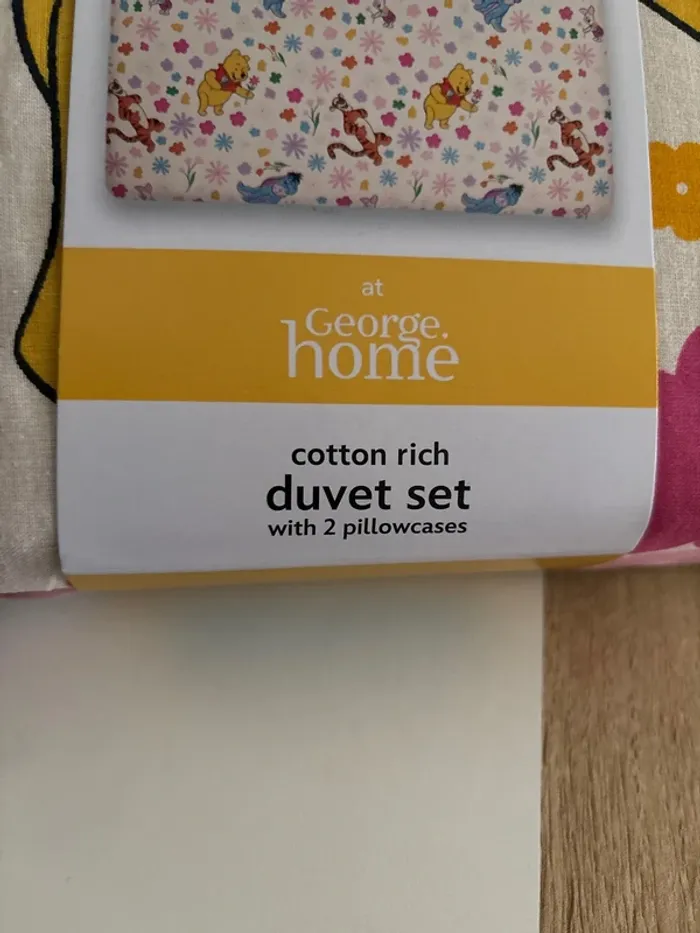 at
George.
home
cotton rich
duvet set
with 2 pillowcases